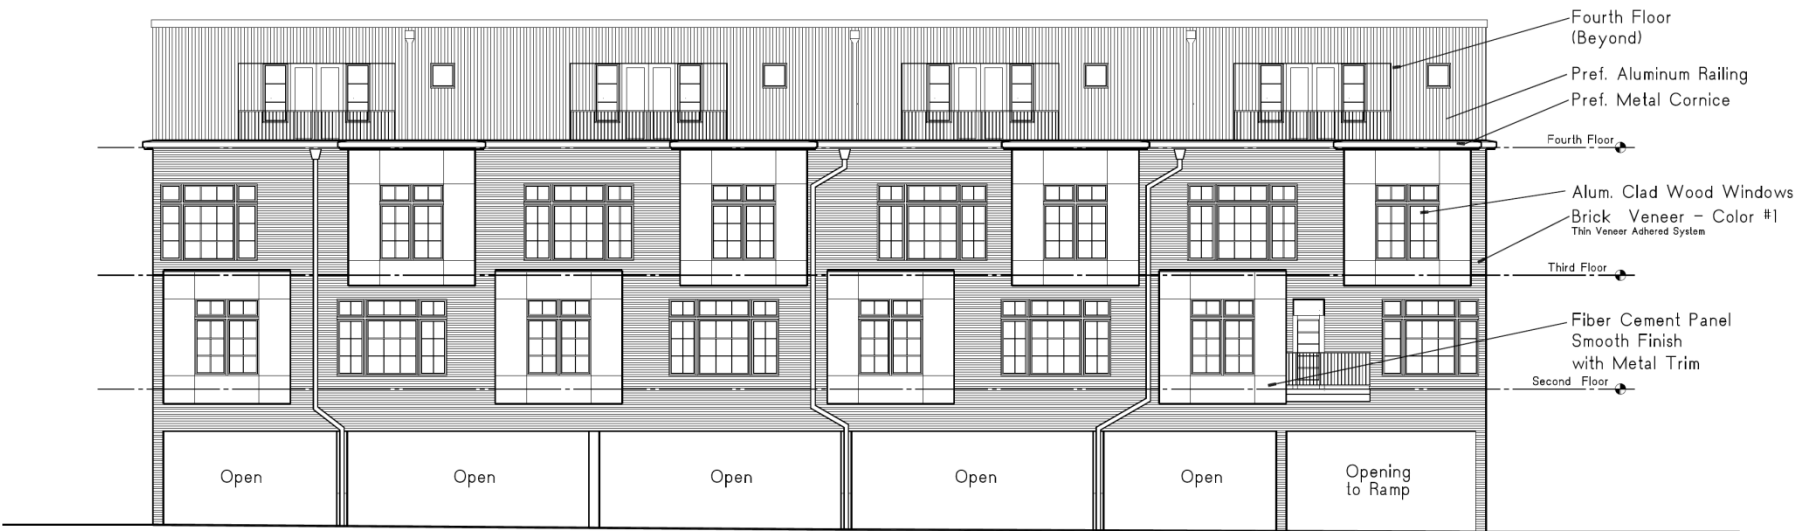 Fourth Floor
(Beyond)
Pref. Aluminum Railing
Pref. Metal Cornice
Fourth Floor
Alum. Clad Wood Windows
Brick Veneer - Color #1
Thin Veneer Adhered System
Third Floor
Fiber Cement Panel
Smooth Finish
with Metal Trim
Second Floor
Open
Open
Open
Open
Open
Opening
to Ramp